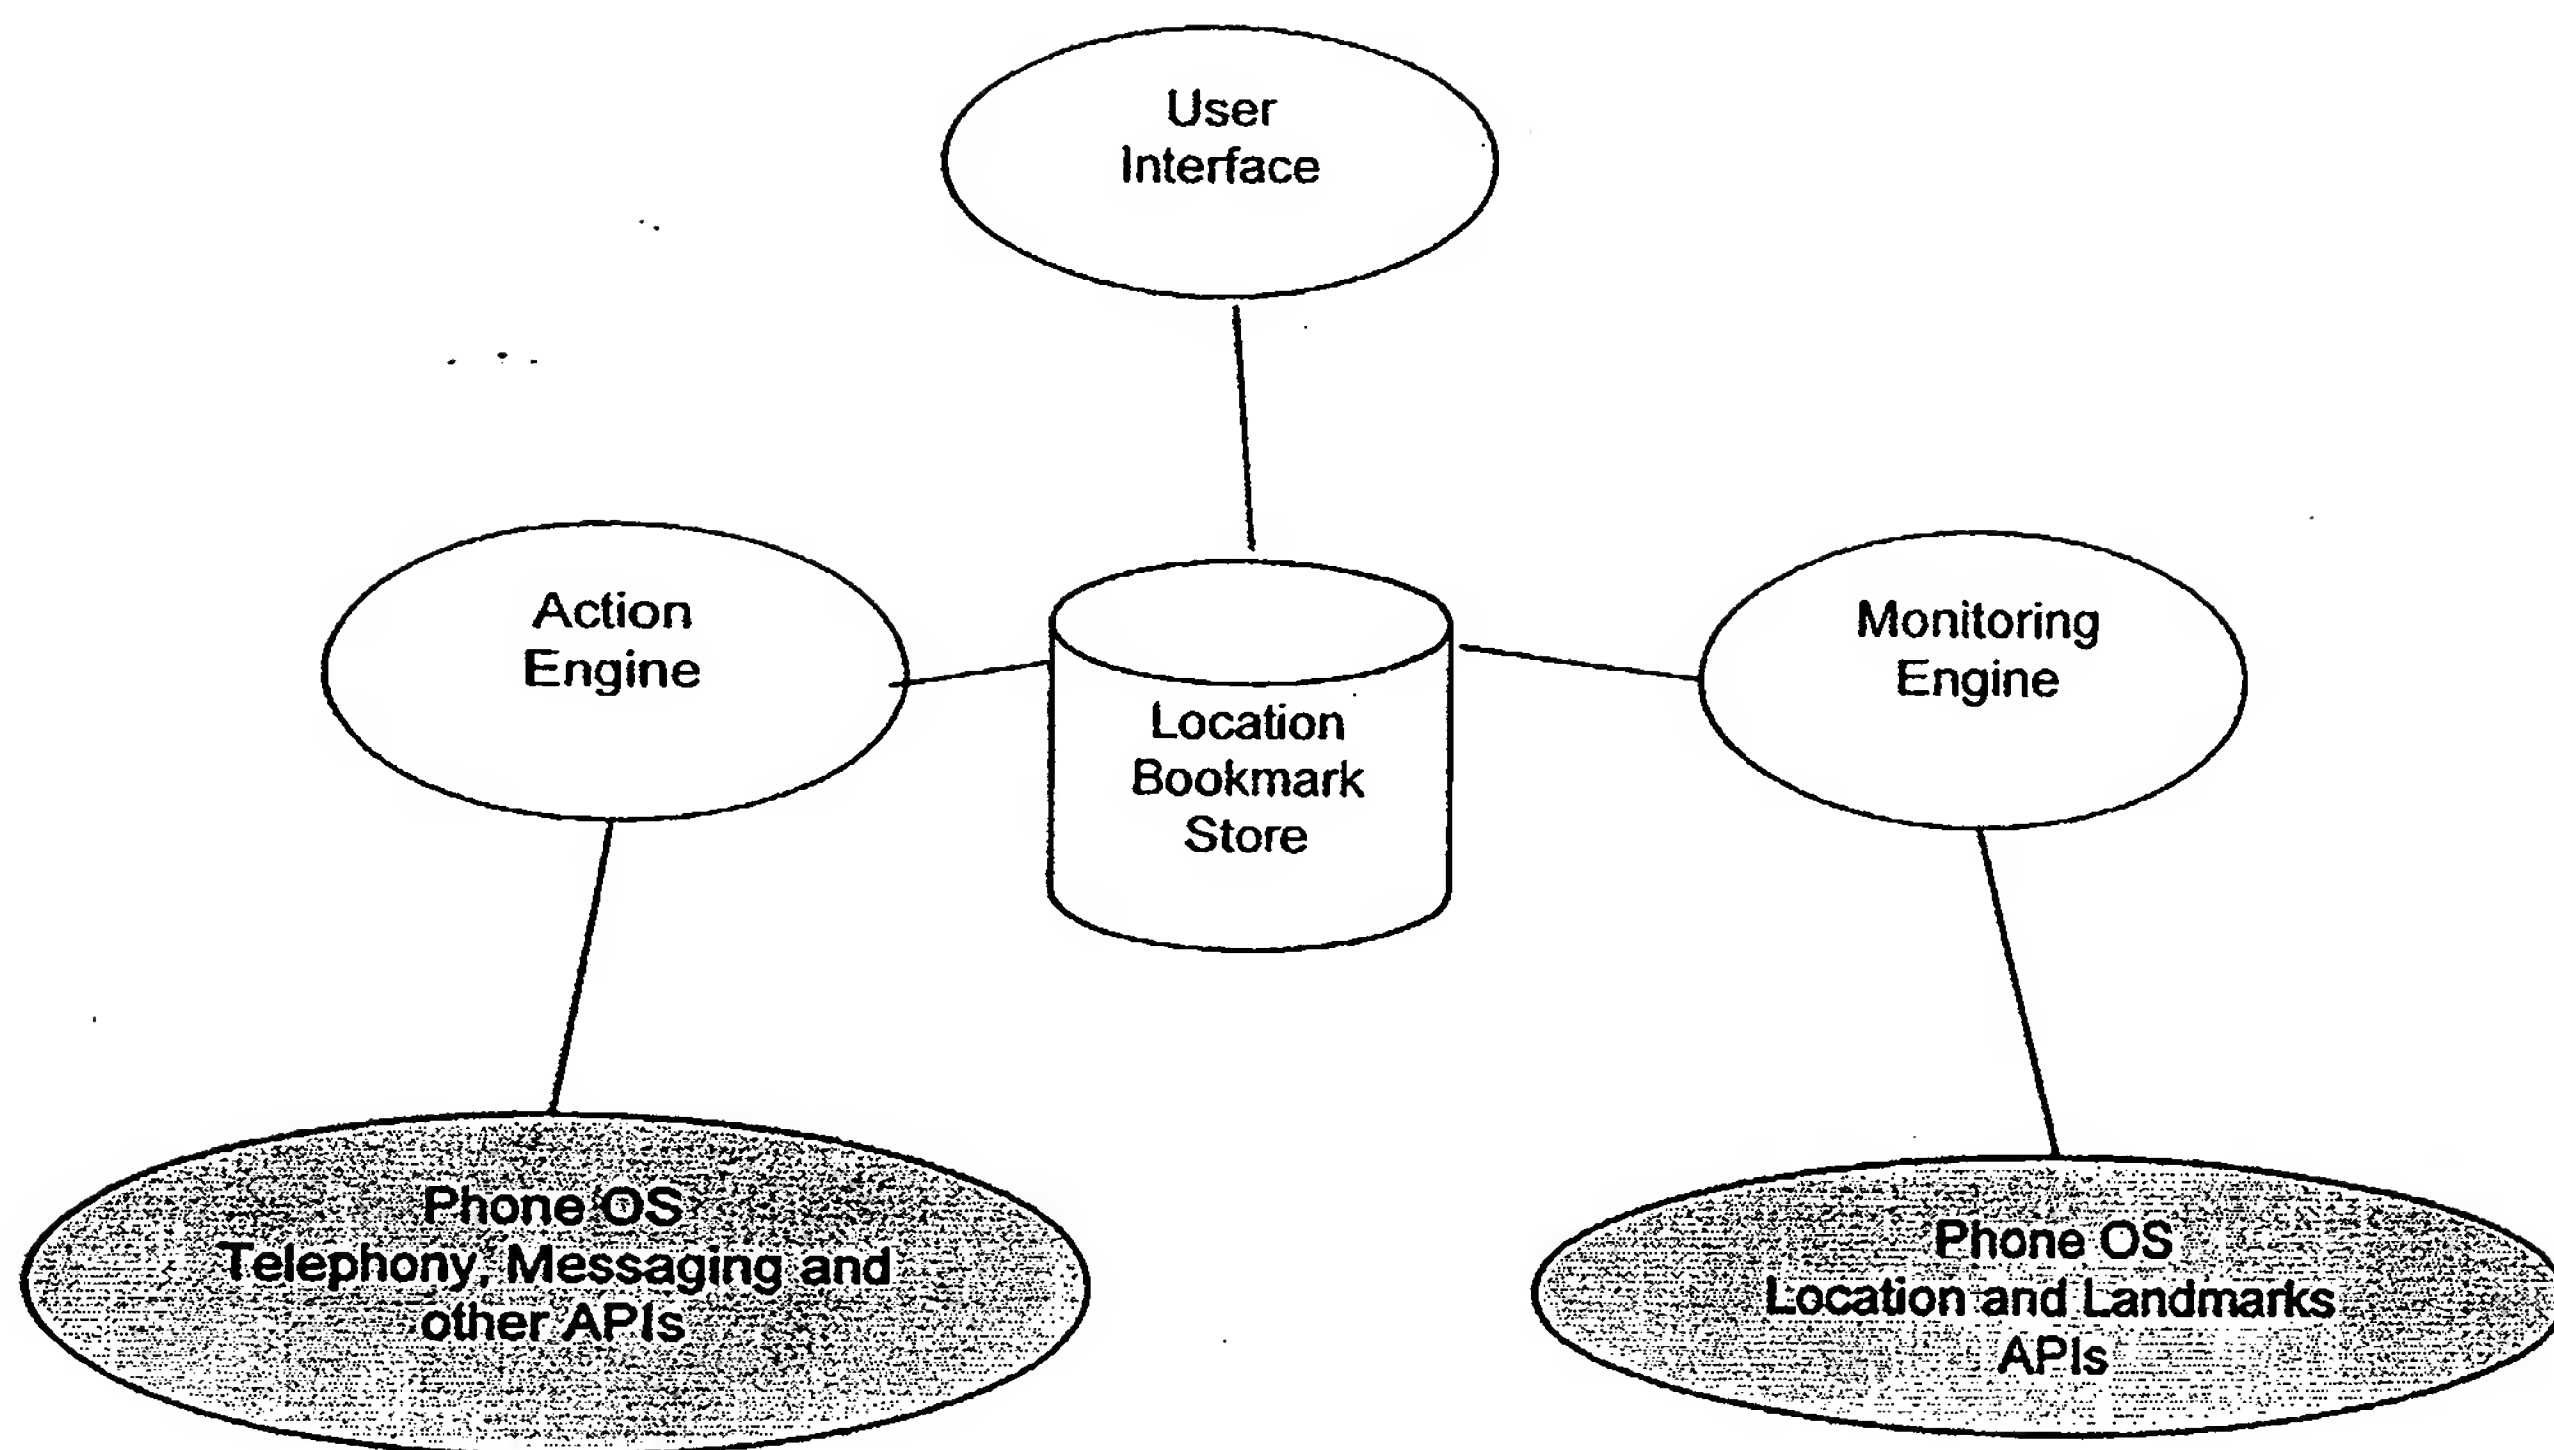 User
Interface
Action
Engine
Monitoring
Engine
Location
Bookmark
Store
Phone OS
Telephony, Messaging and
other APIs
Phone OS
Location and Landmarks
APIs